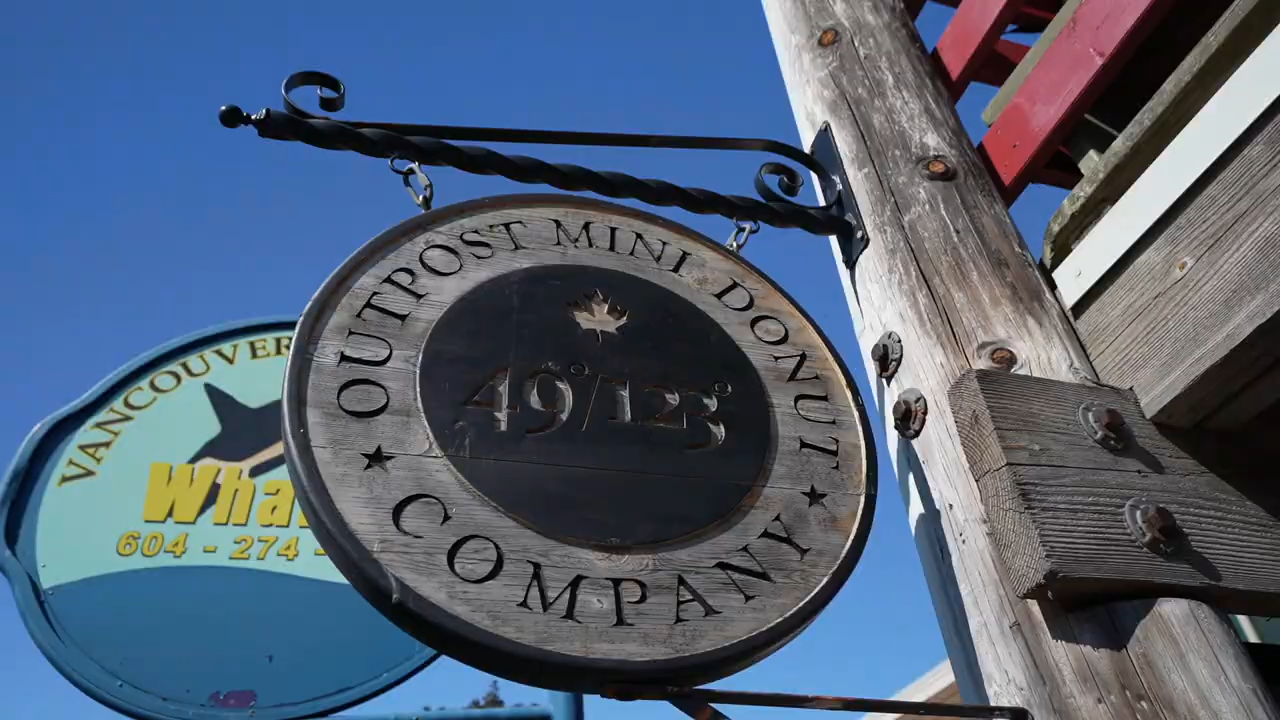 OUTPOST MINI DONUT
49°/123°
COMPANY
VANCOUVER
604 - 274 -